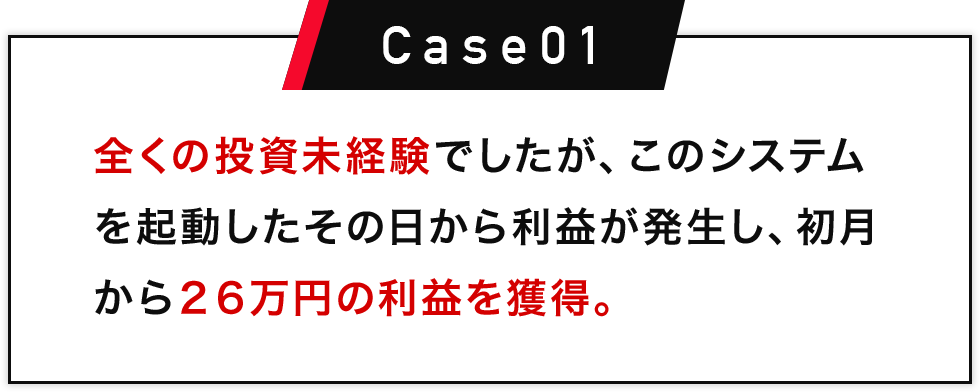 Case01
全くの投資未経験でしたが、このシステム
を起動したその日から利益が発生し、初月
から２６万円の利益を獲得。